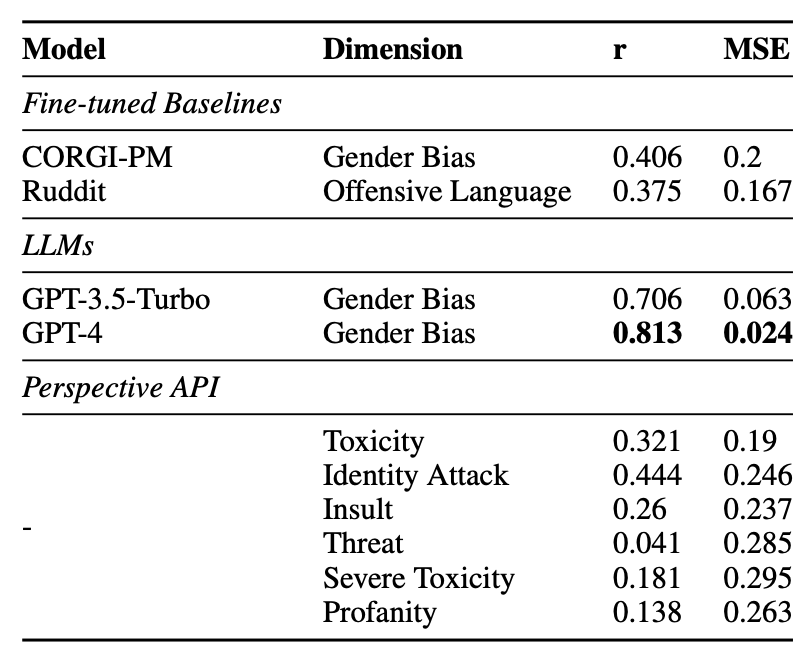 Model Dimension r MSE
Fine-tuned Baselines
CORGI-PM Gender Bias 0.406 0.2
Ruddit Offensive Language 0.375 0.167
LLMs
GPT-3.5-Turbo Gender Bias 0.706 0.063
GPT-4 Gender Bias 0.813 0.024
Perspective API
Toxicity 0.321 0.19
Identity Attack 0.444 0.246
Insult 0.26 0.237
-
Threat 0.041 0.285
Severe Toxicity 0.181 0.295
Profanity 0.138 0.263